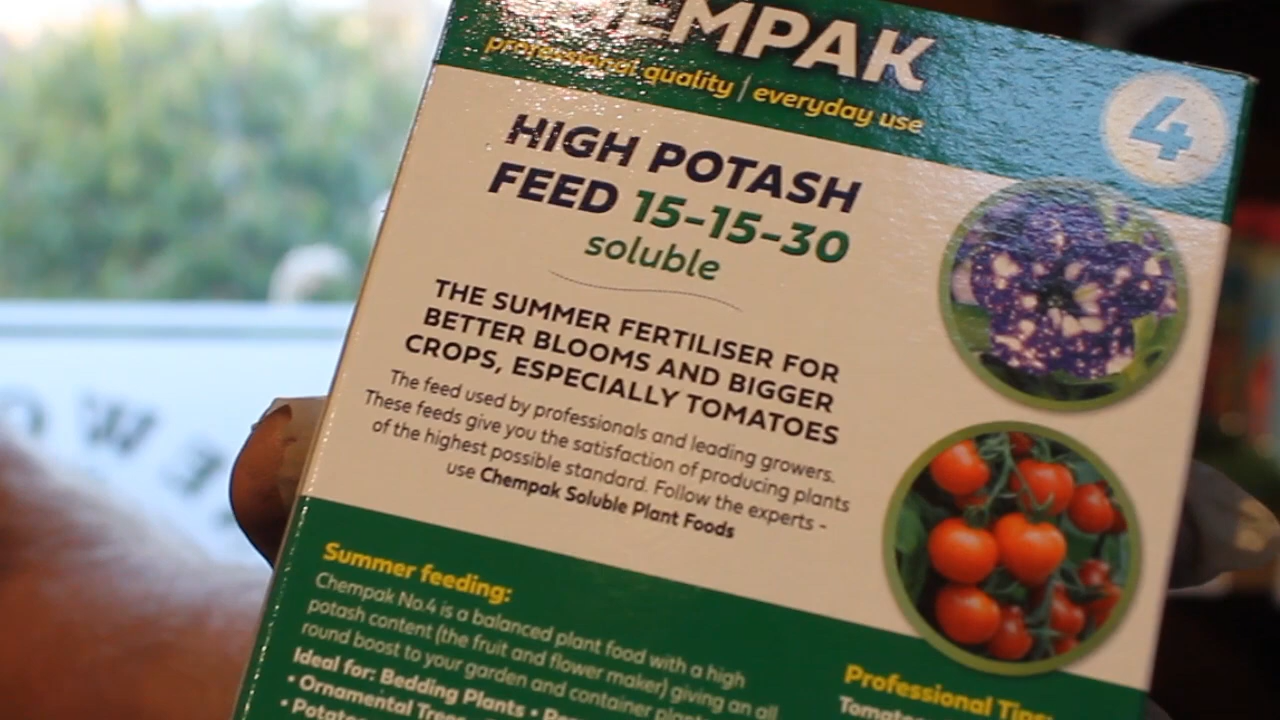 EMPAK
professional quality | everyday use
4
HIGH POTASH
FEED 15-15-30
soluble
THE SUMMER FERTILISER FOR
BETTER BLOOMS AND BIGGER
CROPS, ESPECIALLY TOMATOES
The feed used by professionals and leading growers.
These feeds give you the satisfaction of producing plants
of the highest possible standard. Follow the experts -
use Chempak Soluble Plant Foods
Summer feeding:
Chempak No.4 is a balanced plant food with a high
potash content (the fruit and flower maker) giving an all
round boost to your garden and container
Ideal for: Bedding Plants •
• Ornamental
•
Professional